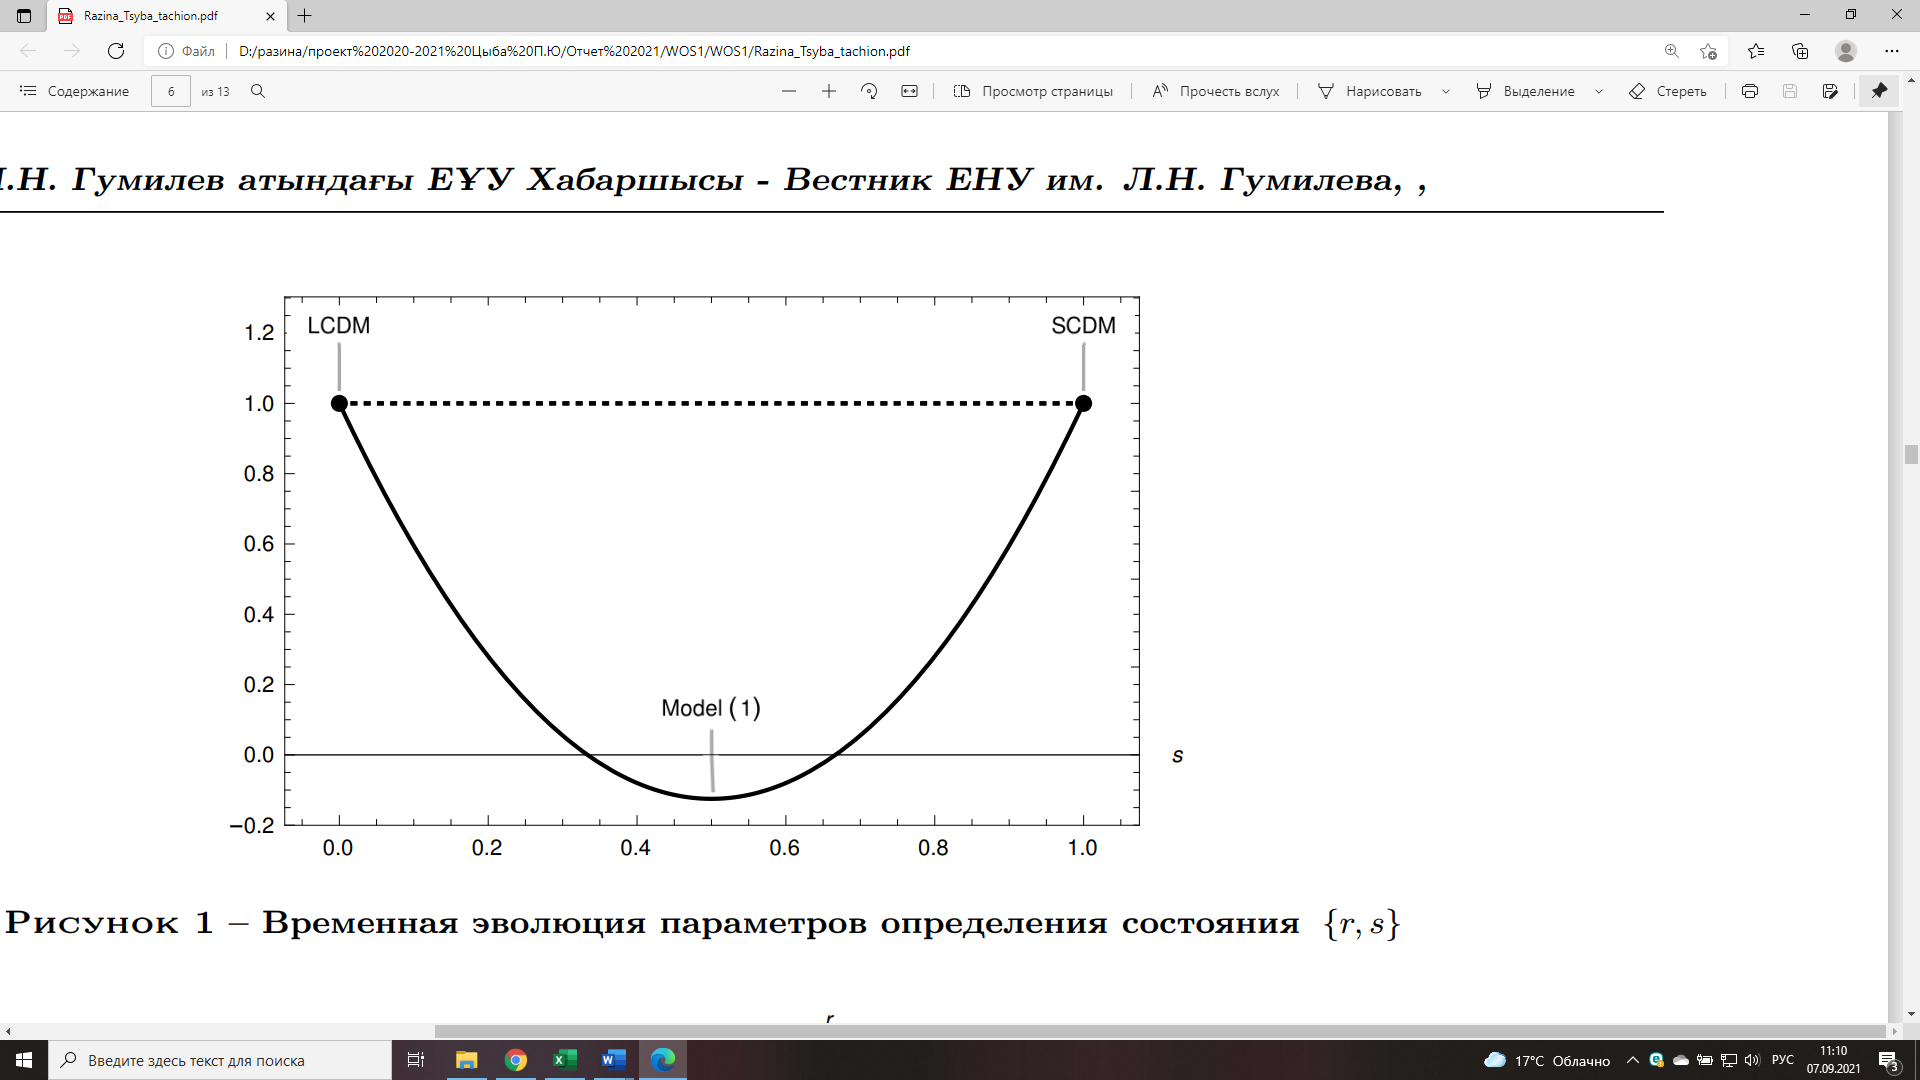 Razina_Tsyba_tachion.pdf
Файл
D:/разина/проект%202020-2021%20Цыба%20П.Ю/Отчет%202021/WOS1/WOS1/Razina_Tsyba_tachion.pdf
Содержание 6 из 13 Просмотр страницы Прочесть вслух Нарисовать Выделение Стереть
.Н. Гумилев атындағы ЕҰУ Хабаршысы - Вестник ЕНУ им. Л.Н. Гумилева, ,
LCDM SCDM
1.2
1.0
0.8
0.6
0.4
0.2
Model (1)
0.0 s
−0.2
0.0 0.2 0.4 0.6 0.8 1.0
Рисунок 1 – Временная эволюция параметров определения состояния {r, s}
r
Введите здесь текст для поиска
17°C Облачно
РУС
11:10
07.09.2021
3